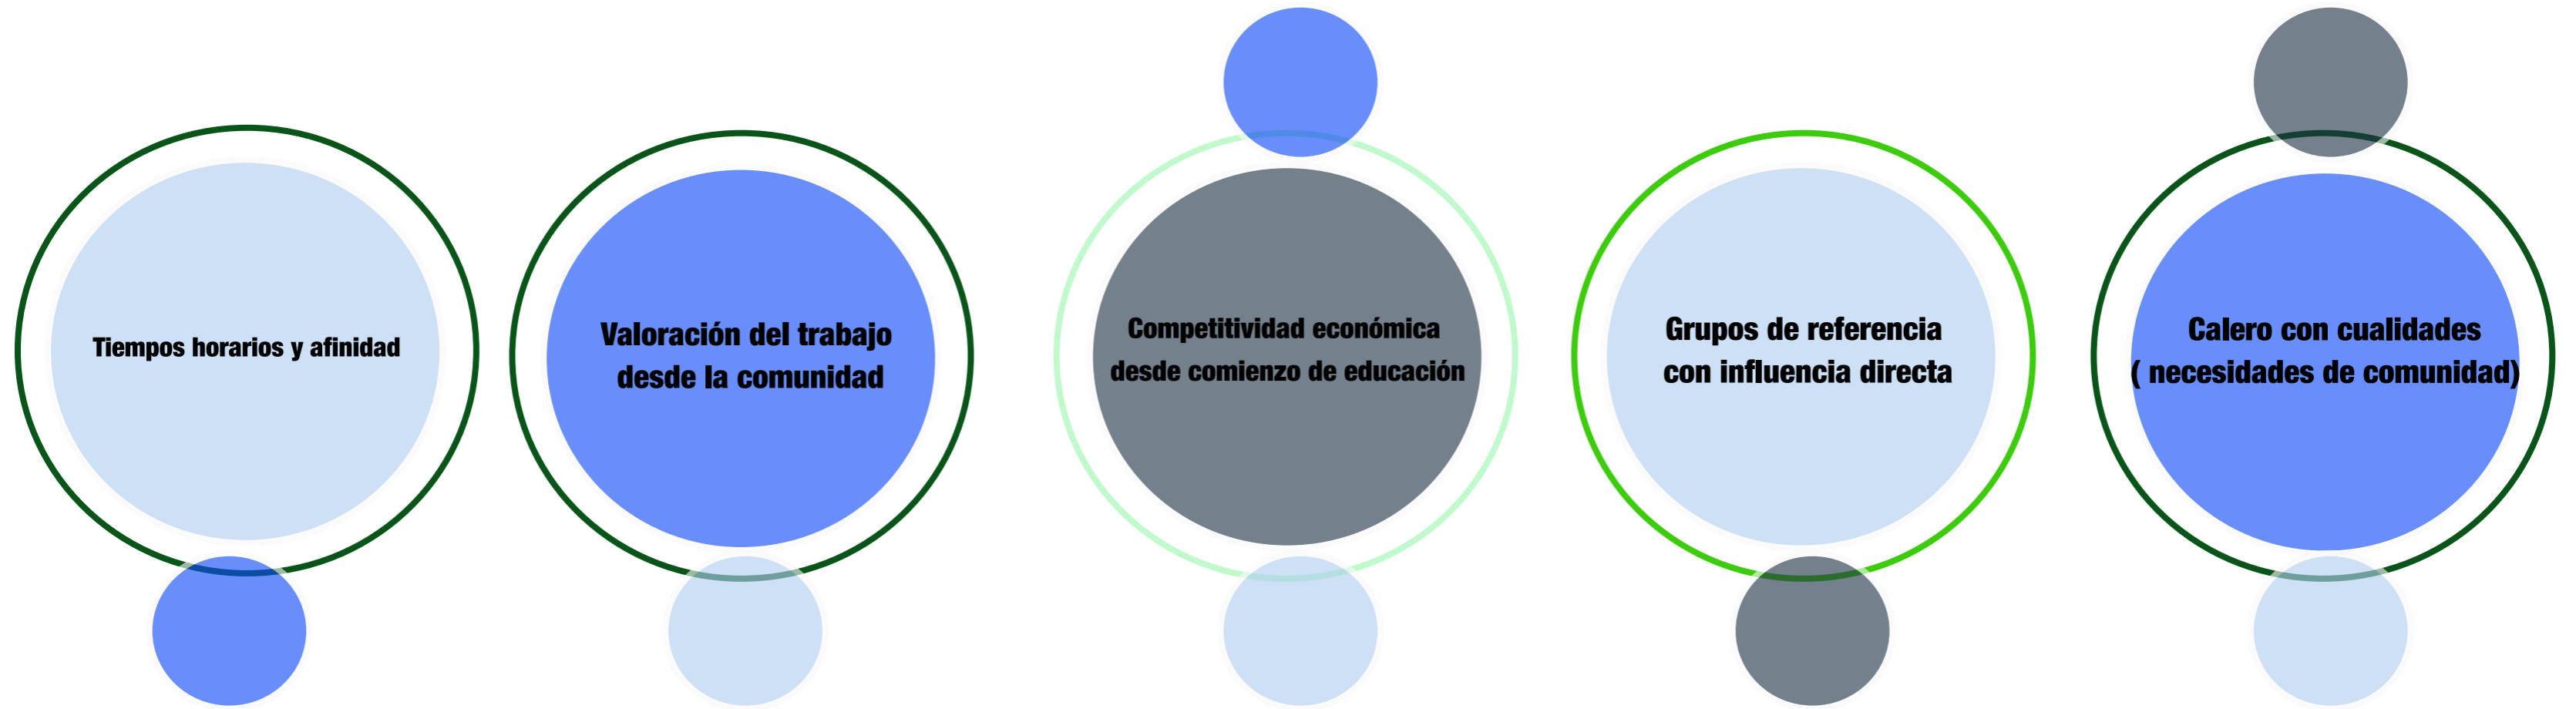 Tiempos horarios y afinidad
Valoración del trabajo
desde la comunidad
Competitividad económica
desde comienzo de educación
Grupos de referencia
con influencia directa
Calero con cualidades
( necesidades de comunidad)